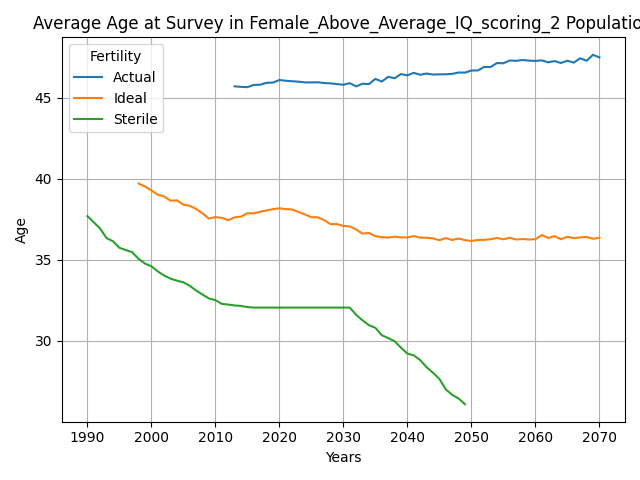 Average Age at Survey in Female_Above_Average_IQ_scoring_2 Populatio
Fertility
Actual
Ideal
Sterile
45
40
35
30
Age
1990 2000 2010 2020 2030 2040 2050 2060 2070
Years